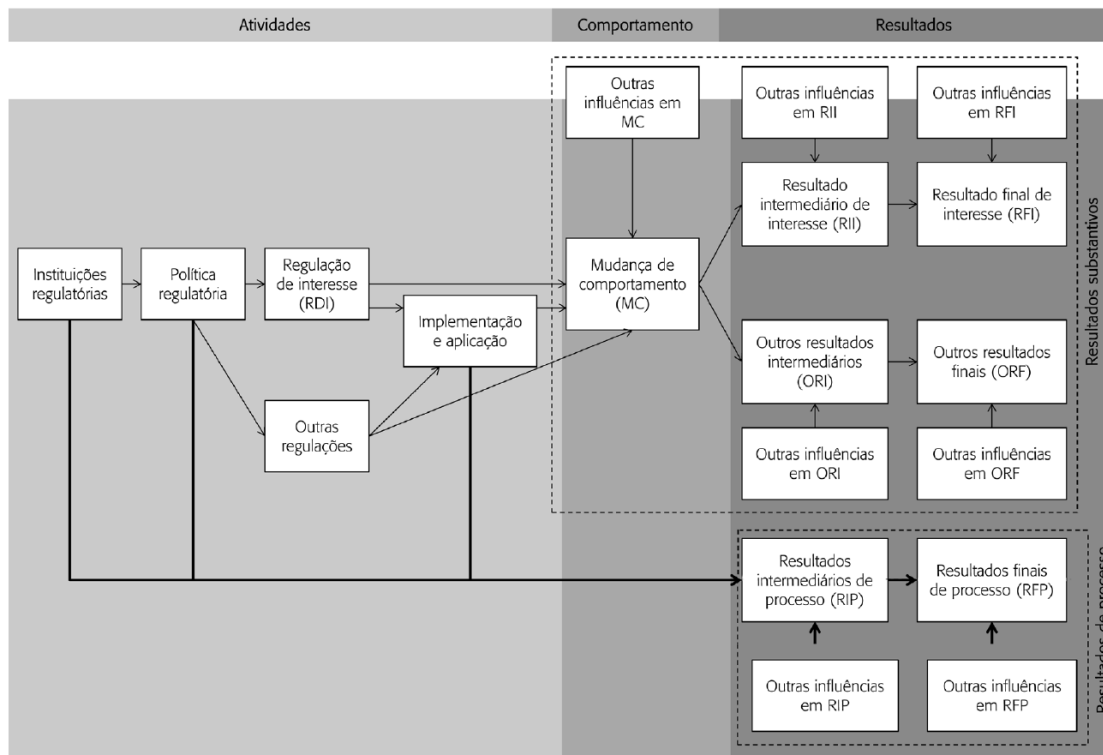 Atividades
Comportamento
Resultados
Outras
influências em
MC
Outras influências
em RII
Outras influências
em RFI
Resultado
intermediário de
interesse (RII)
Resultado final de
interesse (RFI)
Instituições
regulatórias
Política
regulatória
Regulação
de interesse
(RDI)
Implementação
e aplicação
Mudança de
comportamento
(MC)
Outras
regulações
Outros resultados
intermediários
(ORI)
Outros resultados
finais (ORF)
Outras influências
em ORI
Outras influências
em ORF
Resultados substantivos
Resultados
intermediários de
processo (RIP)
Resultados finais
de processo (RFP)
Outras influências
em RIP
Outras influências
em RFP
Resultados de processo